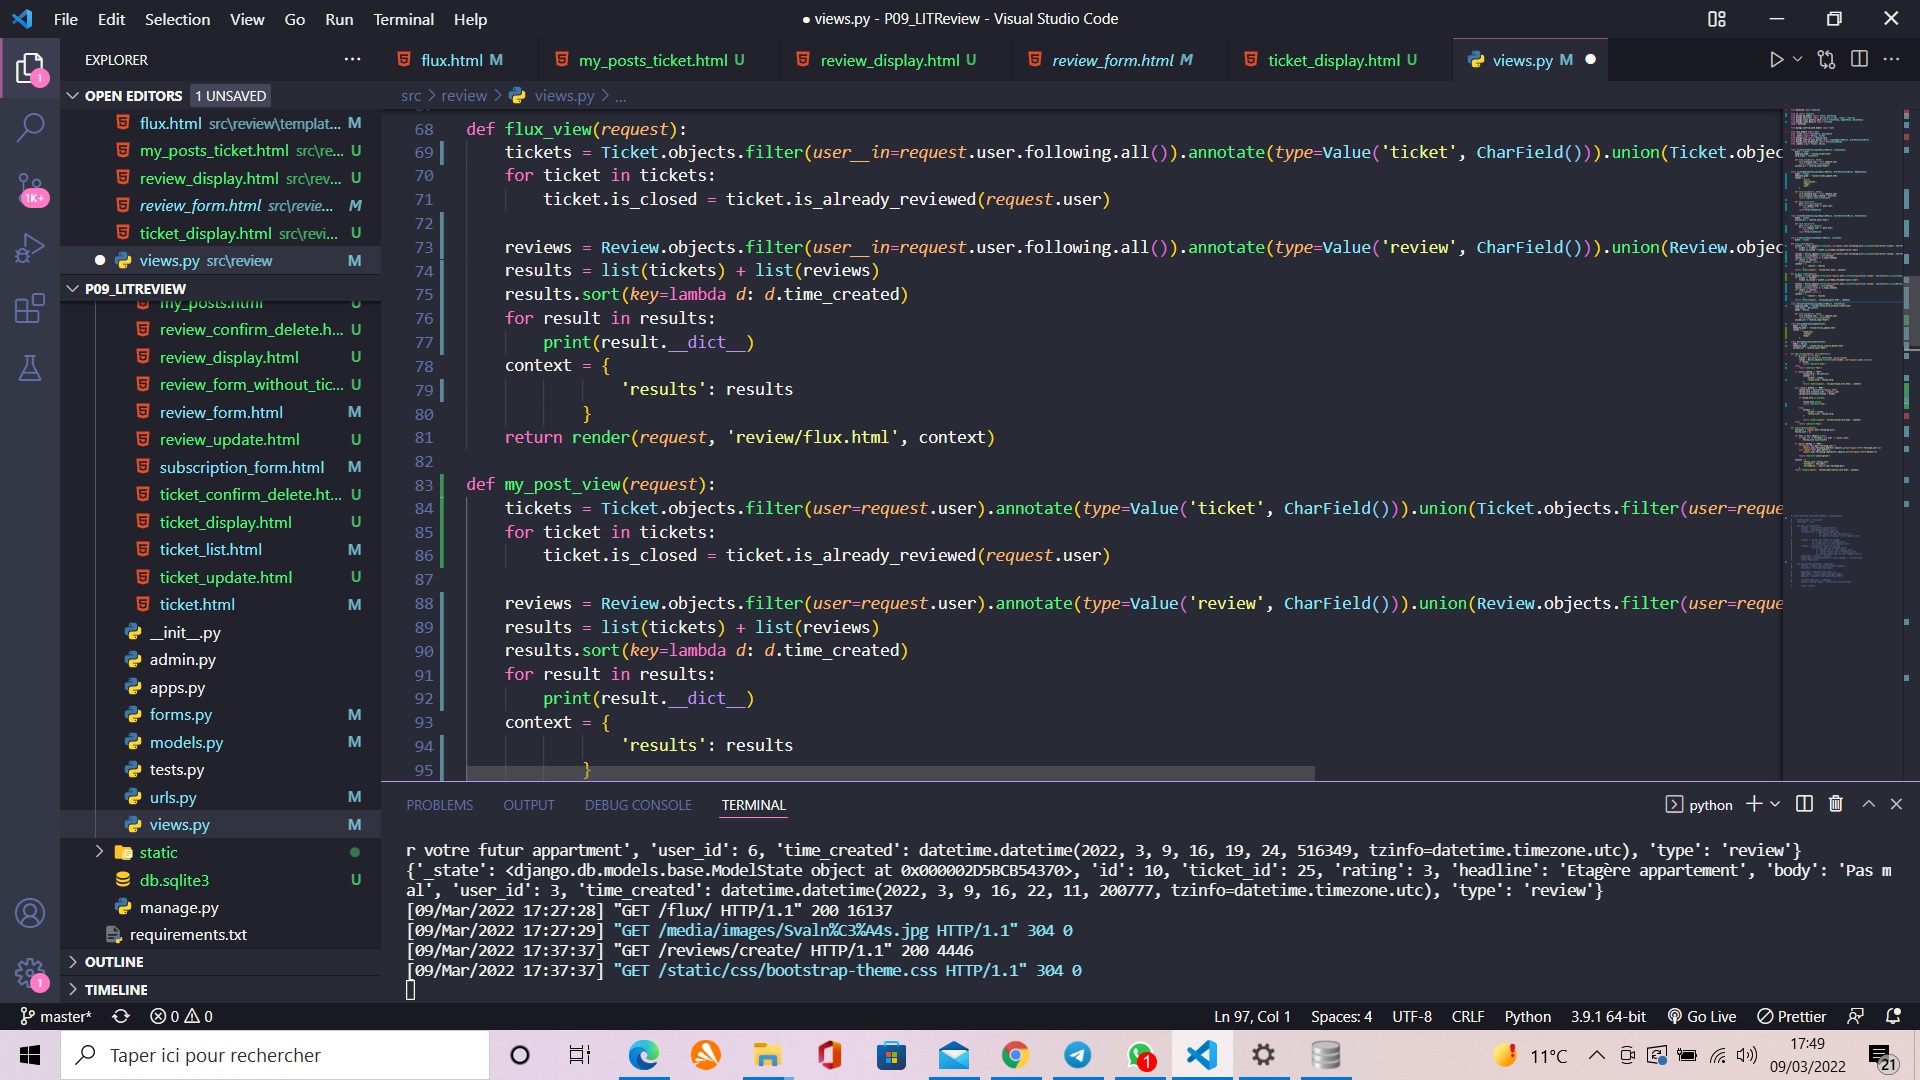 File Edit Selection View Go Run Terminal Help
● views.py - P09_LITReview - Visual Studio Code
EXPLORER
flux.html M
my_posts_ticket.html U
review_display.html U
review_form.html M
ticket_display.html U
views.py M
OPEN EDITORS 1 UNSAVED
flux.html src\review\templat... M
my_posts_ticket.html src\re... U
review_display.html src\rev... U
review_form.html src\revie... M
ticket_display.html src\revi... U
views.py src\review M
P09_LITREVIEW
my_posts.html U
review_confirm_delete.h... U
review_display.html U
review_form_without_tic... U
review_form.html M
review_update.html U
subscription_form.html M
ticket_confirm_delete.ht... U
ticket_display.html U
ticket_list.html M
ticket_update.html U
ticket.html M
__init__.py
admin.py
apps.py
forms.py M
models.py M
tests.py
urls.py M
views.py M
static
db.sqlite3 U
manage.py
requirements.txt
OUTLINE
TIMELINE
1
1K+
1
src > review > views.py > ...
68 def flux_view(request):
69 tickets = Ticket.objects.filter(user__in=request.user.following.all()).annotate(type=Value('ticket', CharField())).union(Ticket.objec
70 for ticket in tickets:
71 ticket.is_closed = ticket.is_already_reviewed(request.user)
72
73 reviews = Review.objects.filter(user__in=request.user.following.all()).annotate(type=Value('review', CharField())).union(Review.objec
74 results = list(tickets) + list(reviews)
75 results.sort(key=lambda d: d.time_created)
76 for result in results:
77 print(result.__dict__)
78 context = {
79 'results': results
80 }
81 return render(request, 'review/flux.html', context)
82
83 def my_post_view(request):
84 tickets = Ticket.objects.filter(user=request.user).annotate(type=Value('ticket', CharField())).union(Ticket.objects.filter(user=reque
85 for ticket in tickets:
86 ticket.is_closed = ticket.is_already_reviewed(request.user)
87
88 reviews = Review.objects.filter(user=request.user).annotate(type=Value('review', CharField())).union(Review.objects.filter(user=reque
89 results = list(tickets) + list(reviews)
90 results.sort(key=lambda d: d.time_created)
91 for result in results:
92 print(result.__dict__)
93 context = {
94 'results': results
95 }
PROBLEMS OUTPUT DEBUG CONSOLE TERMINAL
python
r votre futur appartment', 'user_id': 6, 'time_created': datetime.datetime(2022, 3, 9, 16, 19, 24, 516349, tzinfo=datetime.timezone.utc), 'type': 'review'}
{'_state': <django.db.models.base.ModelState object at 0x000002D5BCB54370>, 'id': 10, 'ticket_id': 25, 'rating': 3, 'headline': 'Etagère appartement', 'body': 'Pas m
al', 'user_id': 3, 'time_created': datetime.datetime(2022, 3, 9, 16, 22, 11, 200777, tzinfo=datetime.timezone.utc), 'type': 'review'}
[09/Mar/2022 17:27:28] "GET /flux/ HTTP/1.1" 200 16137
[09/Mar/2022 17:27:29] "GET /media/images/Svaln%C3%A4s.jpg HTTP/1.1" 304 0
[09/Mar/2022 17:37:37] "GET /reviews/create/ HTTP/1.1" 200 4446
[09/Mar/2022 17:37:37] "GET /static/css/bootstrap-theme.css HTTP/1.1" 304 0
master* 0 0
Ln 97, Col 1 Spaces: 4 UTF-8 CRLF Python 3.9.1 64-bit Go Live Prettier
Taper ici pour rechercher
1
11°C
17:49
09/03/2022
21